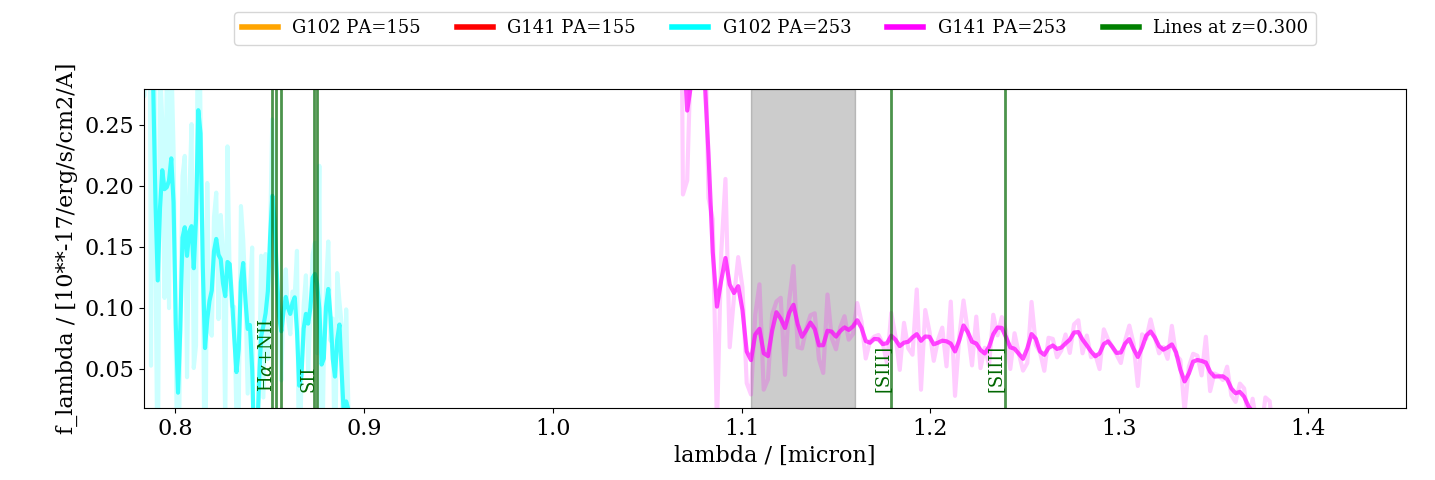 G102 PA=155 G141 PA=155 G102 PA=253 G141 PA=253 Lines at z=0.300
f_lambda / [10**-17/erg/s/cm2/A]
0.25
0.20
0.15
0.10
0.05
Hα+NII
SII
[SIII]
[SIII]
0.8 0.9 1.0 1.1 1.2 1.3 1.4
lambda / [micron]